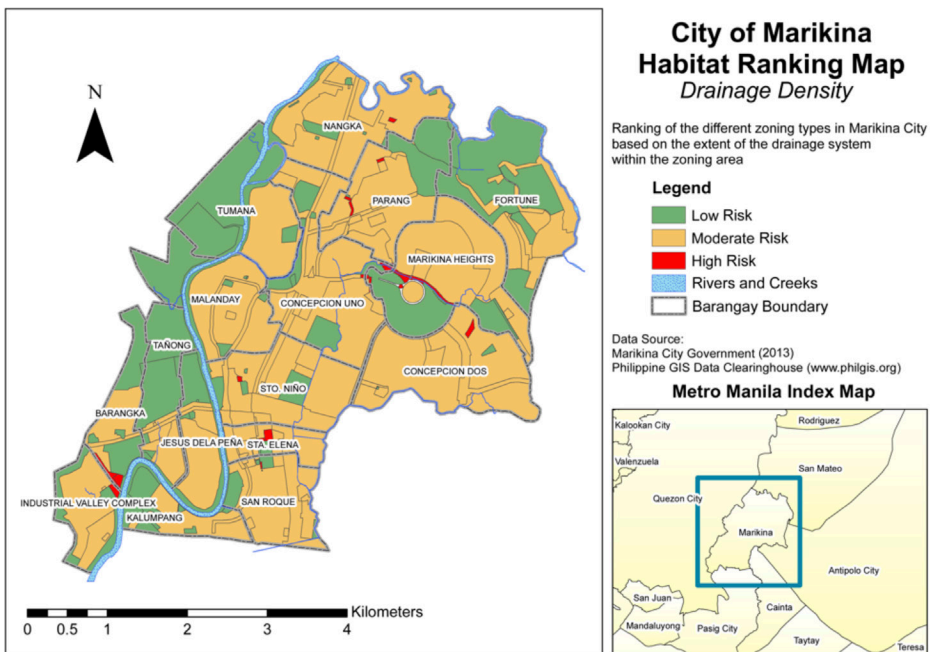 City of Marikina
Habitat Ranking Map
Drainage Density
Ranking of the different zoning types in Marikina City
based on the extent of the drainage system
within the zoning area
Legend
Low Risk
Moderate Risk
High Risk
Rivers and Creeks
Barangay Boundary
Data Source:
Marikina City Government (2013)
Philippine GIS Data Clearinghouse (www.philgis.org)
Metro Manila Index Map
Rodriguez
Kalookan City
Valenzuela
San Mateo
Quezon City
Marikina
Antipolo City
San Juan
Cainta
Mandaluyong
Pasig City
Taytay
Teresa
N
NANGKA
PARANG
FORTUNE
TUMANA
MARIKINA HEIGHTS
MALANDAY
CONCEPCION UNO
TAÑONG
CONCEPCION DOS
STO. NIÑO
BARANGKA
JESUS DELA PEÑA
STA. ELENA
INDUSTRIAL VALLEY COMPLEX
SAN ROQUE
KALUMPANG
Kilometers
0 0.5 1 2 3 4